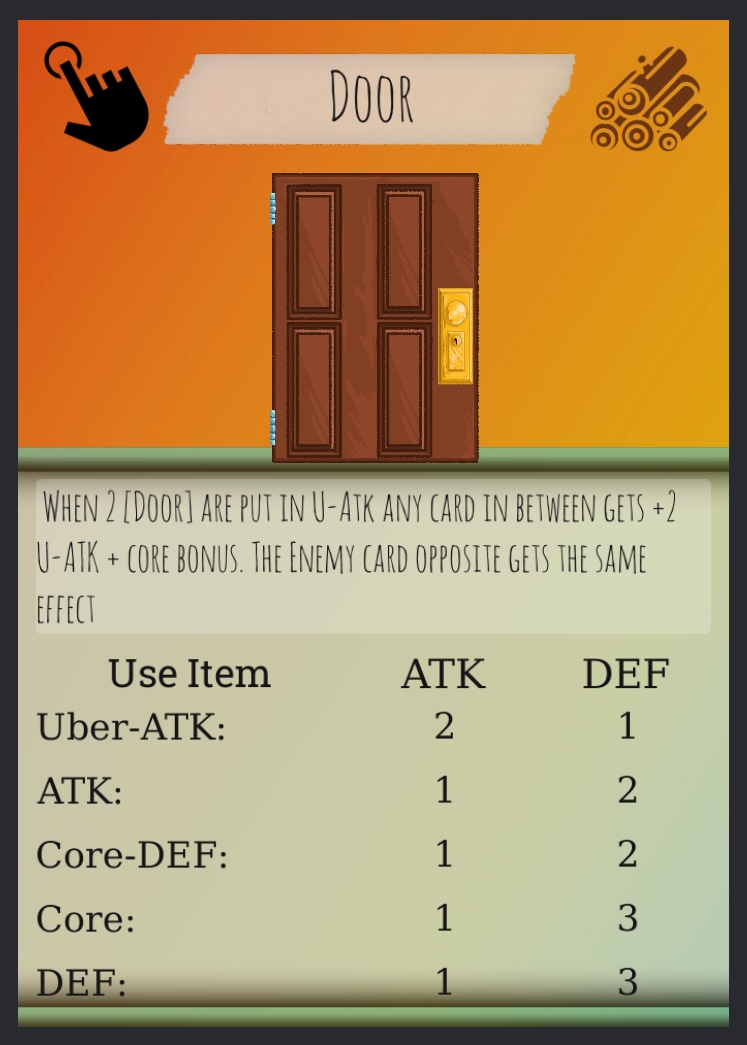 Door
When 2 [Door] are put in U-Atk any card in between gets +2
U-ATK + core bonus. The Enemy card opposite gets the same
effect
Use Item ATK DEF
Uber-ATK: 2 1
ATK: 1 2
Core-DEF: 1 2
Core: 1 3
DEF: 1 3